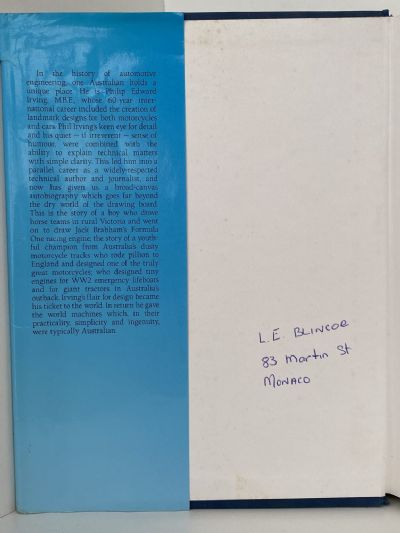 In the history of automotive
engineering, one Australian holds a
unique place. He is Philip Edward
Irving, M.B.E., whose 60-year inter-
national career included the creation of
landmark designs for both motorcycles
and cars. Phil Irving's keen eye for detail
and his quiet — if irreverent — sense of
humour, were combined with the
ability to explain technical matters
with simple clarity. This led him into a
parallel career as a widely-respected
technical author and journalist, and
now has given us a broad-canvas
autobiography which goes far beyond
the dry world of the drawing board.
This is the story of a boy who drove
horse teams in rural Victoria and went
on to draw Jack Brabham's Formula
One racing engine; the story of a youth-
ful champion from Australia's dusty
motorcycle tracks who rode pillion to
England and designed one of the truly
great motorcycles; who designed tiny
engines for WW2 emergency lifeboats
and for giant tractors in Australia's
outback. Irving's flair for design became
his ticket to the world. In return he gave
the world machines which, in their
practicality, simplicity and ingenuity,
were typically Australian.
L.E. BLINCOE
83 Martin St
MONACO